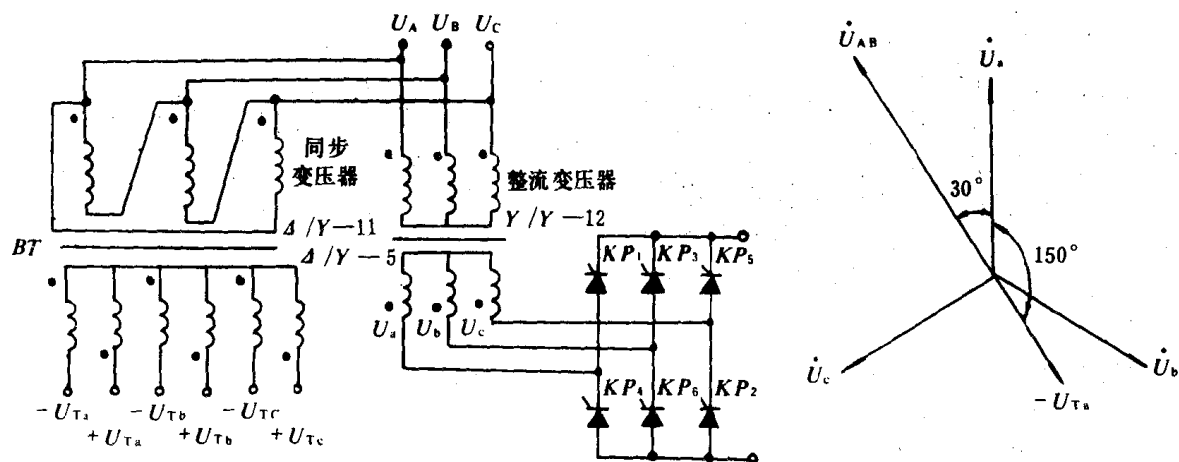 U_A U_B U_C
同步
变压器
整流变压器
Δ/Y—11
Y/Y—12
BT
Δ/Y—5
KP₁ KP₃ KP₅
U_a U_b U_c
KP₄ KP₆ KP₂
-U_Ta -U_Tb -U_TC
+U_Ta +U_Tb +U_Tc
U̇_AB
U̇_a
30°
150°
U̇_c
U̇_b
-U_Ta